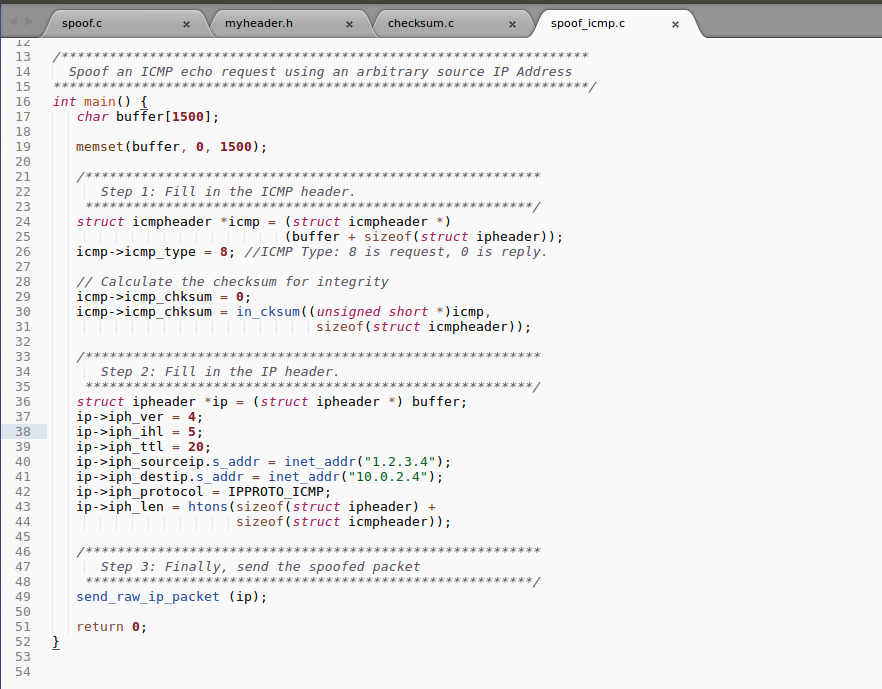 spoof.c × myheader.h × checksum.c × spoof_icmp.c ×
12
13 /******************************************************************
14   Spoof an ICMP echo request using an arbitrary source IP Address
15 *******************************************************************/
16 int main() {
17    char buffer[1500];
18
19    memset(buffer, 0, 1500);
20
21    /*********************************************************
22       Step 1: Fill in the ICMP header.
23     ********************************************************/
24    struct icmpheader *icmp = (struct icmpheader *)
25                              (buffer + sizeof(struct ipheader));
26    icmp->icmp_type = 8; //ICMP Type: 8 is request, 0 is reply.
27
28    // Calculate the checksum for integrity
29    icmp->icmp_chksum = 0;
30    icmp->icmp_chksum = in_cksum((unsigned short *)icmp,
31                                  sizeof(struct icmpheader));
32
33    /*********************************************************
34       Step 2: Fill in the IP header.
35     ********************************************************/
36    struct ipheader *ip = (struct ipheader *) buffer;
37    ip->iph_ver = 4;
38    ip->iph_ihl = 5;
39    ip->iph_ttl = 20;
40    ip->iph_sourceip.s_addr = inet_addr("1.2.3.4");
41    ip->iph_destip.s_addr = inet_addr("10.0.2.4");
42    ip->iph_protocol = IPPROTO_ICMP;
43    ip->iph_len = htons(sizeof(struct ipheader) +
44                        sizeof(struct icmpheader));
45
46    /*********************************************************
47       Step 3: Finally, send the spoofed packet
48     ********************************************************/
49    send_raw_ip_packet (ip);
50
51    return 0;
52 }
53
54